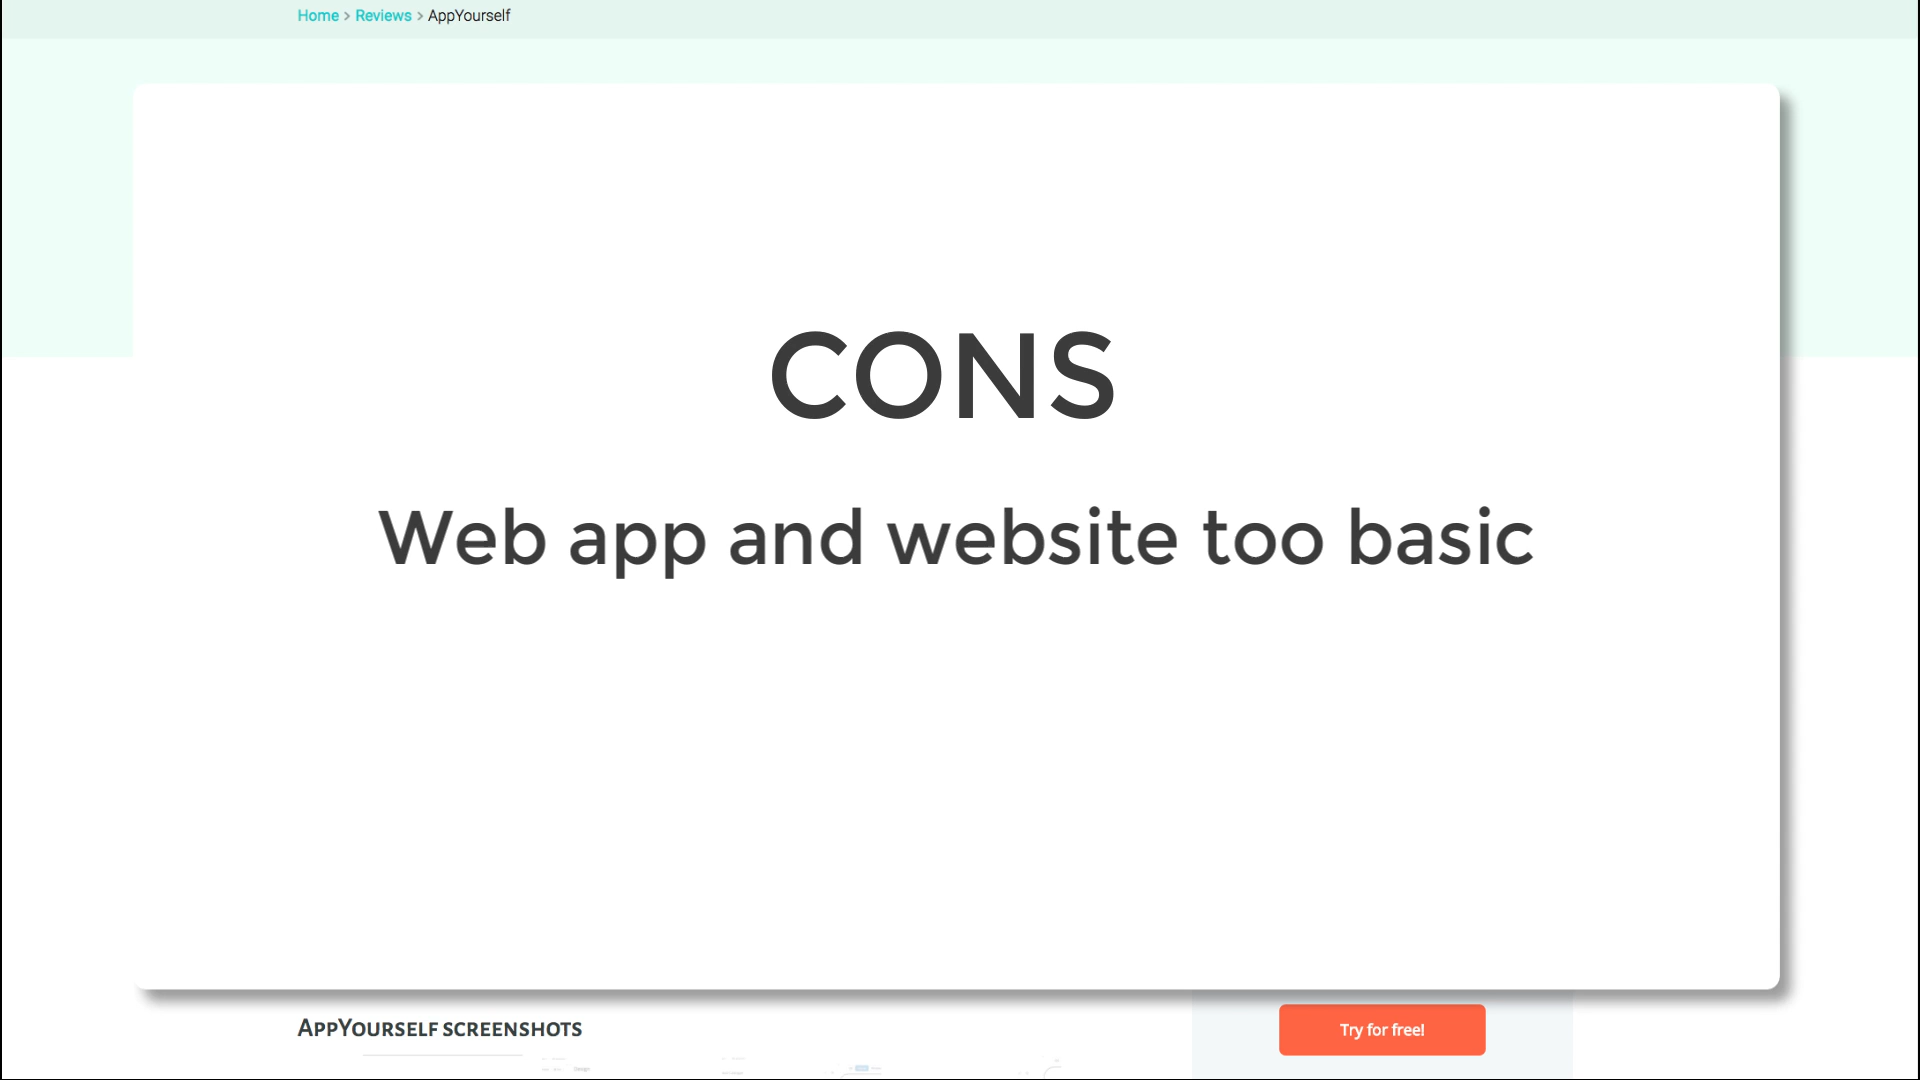 Home > Reviews > AppYourself
CONS
Web app and website too basic
AppYourself screenshots
Try for free!